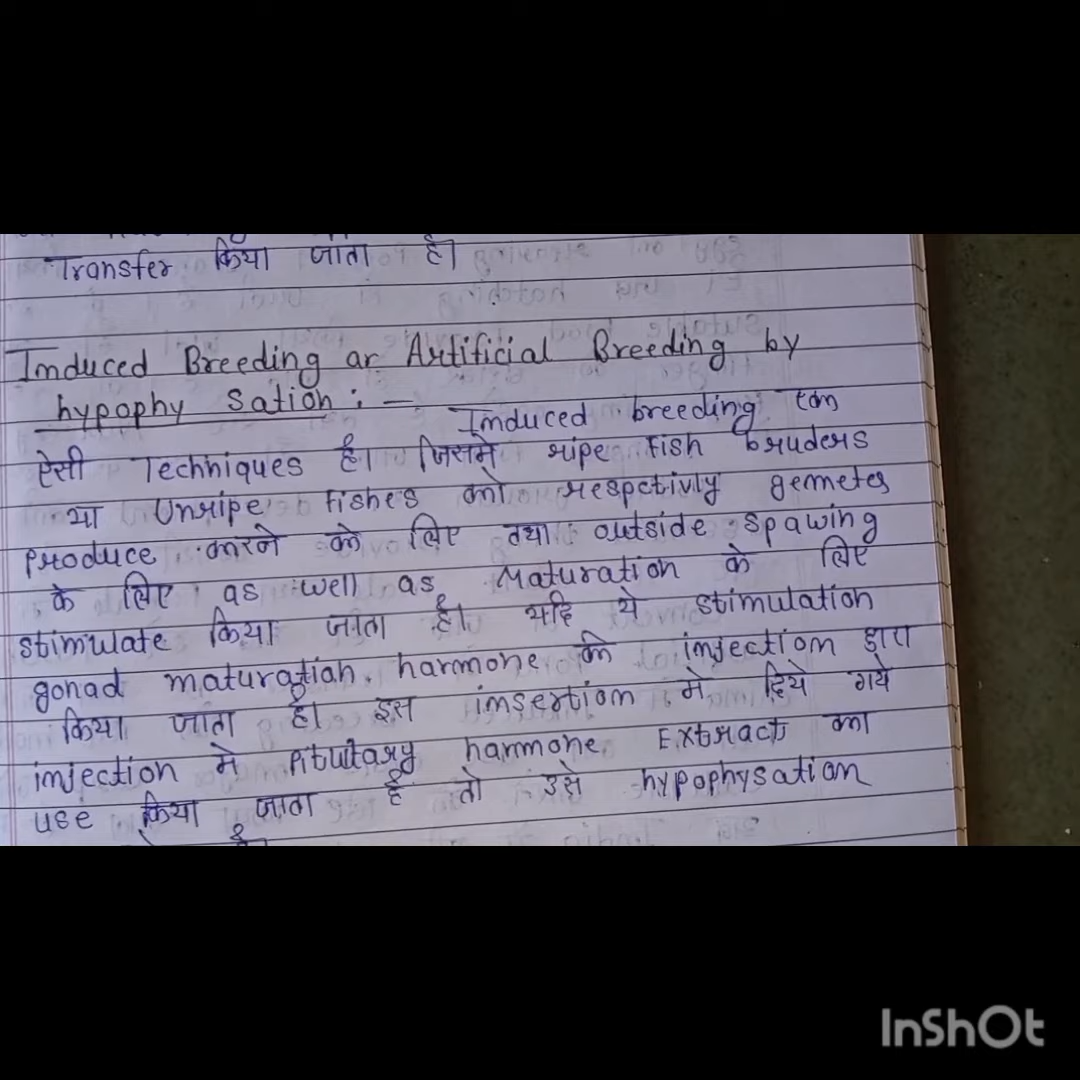 Transfer किया जाता है।
Induced Breeding or Artificial Breeding by
hypophy sation : -
Induced breeding एक
ऐसी Techniques है। जिसमे ripe Fish bruders
या Unripe Fishes को respctivly gemetes
Produce करने के लिए तथा outside spawing
के लिए as well as Maturation के लिए
stimulate किया जाता है। यदि ये stimulation
gonad maturation harmone की injection द्वारा
किया जाता है। इस insertion मे दिये गये
injection मे Pitutary harmone Extract का
use किया जाता है तो उसे hypophysation
InShOt